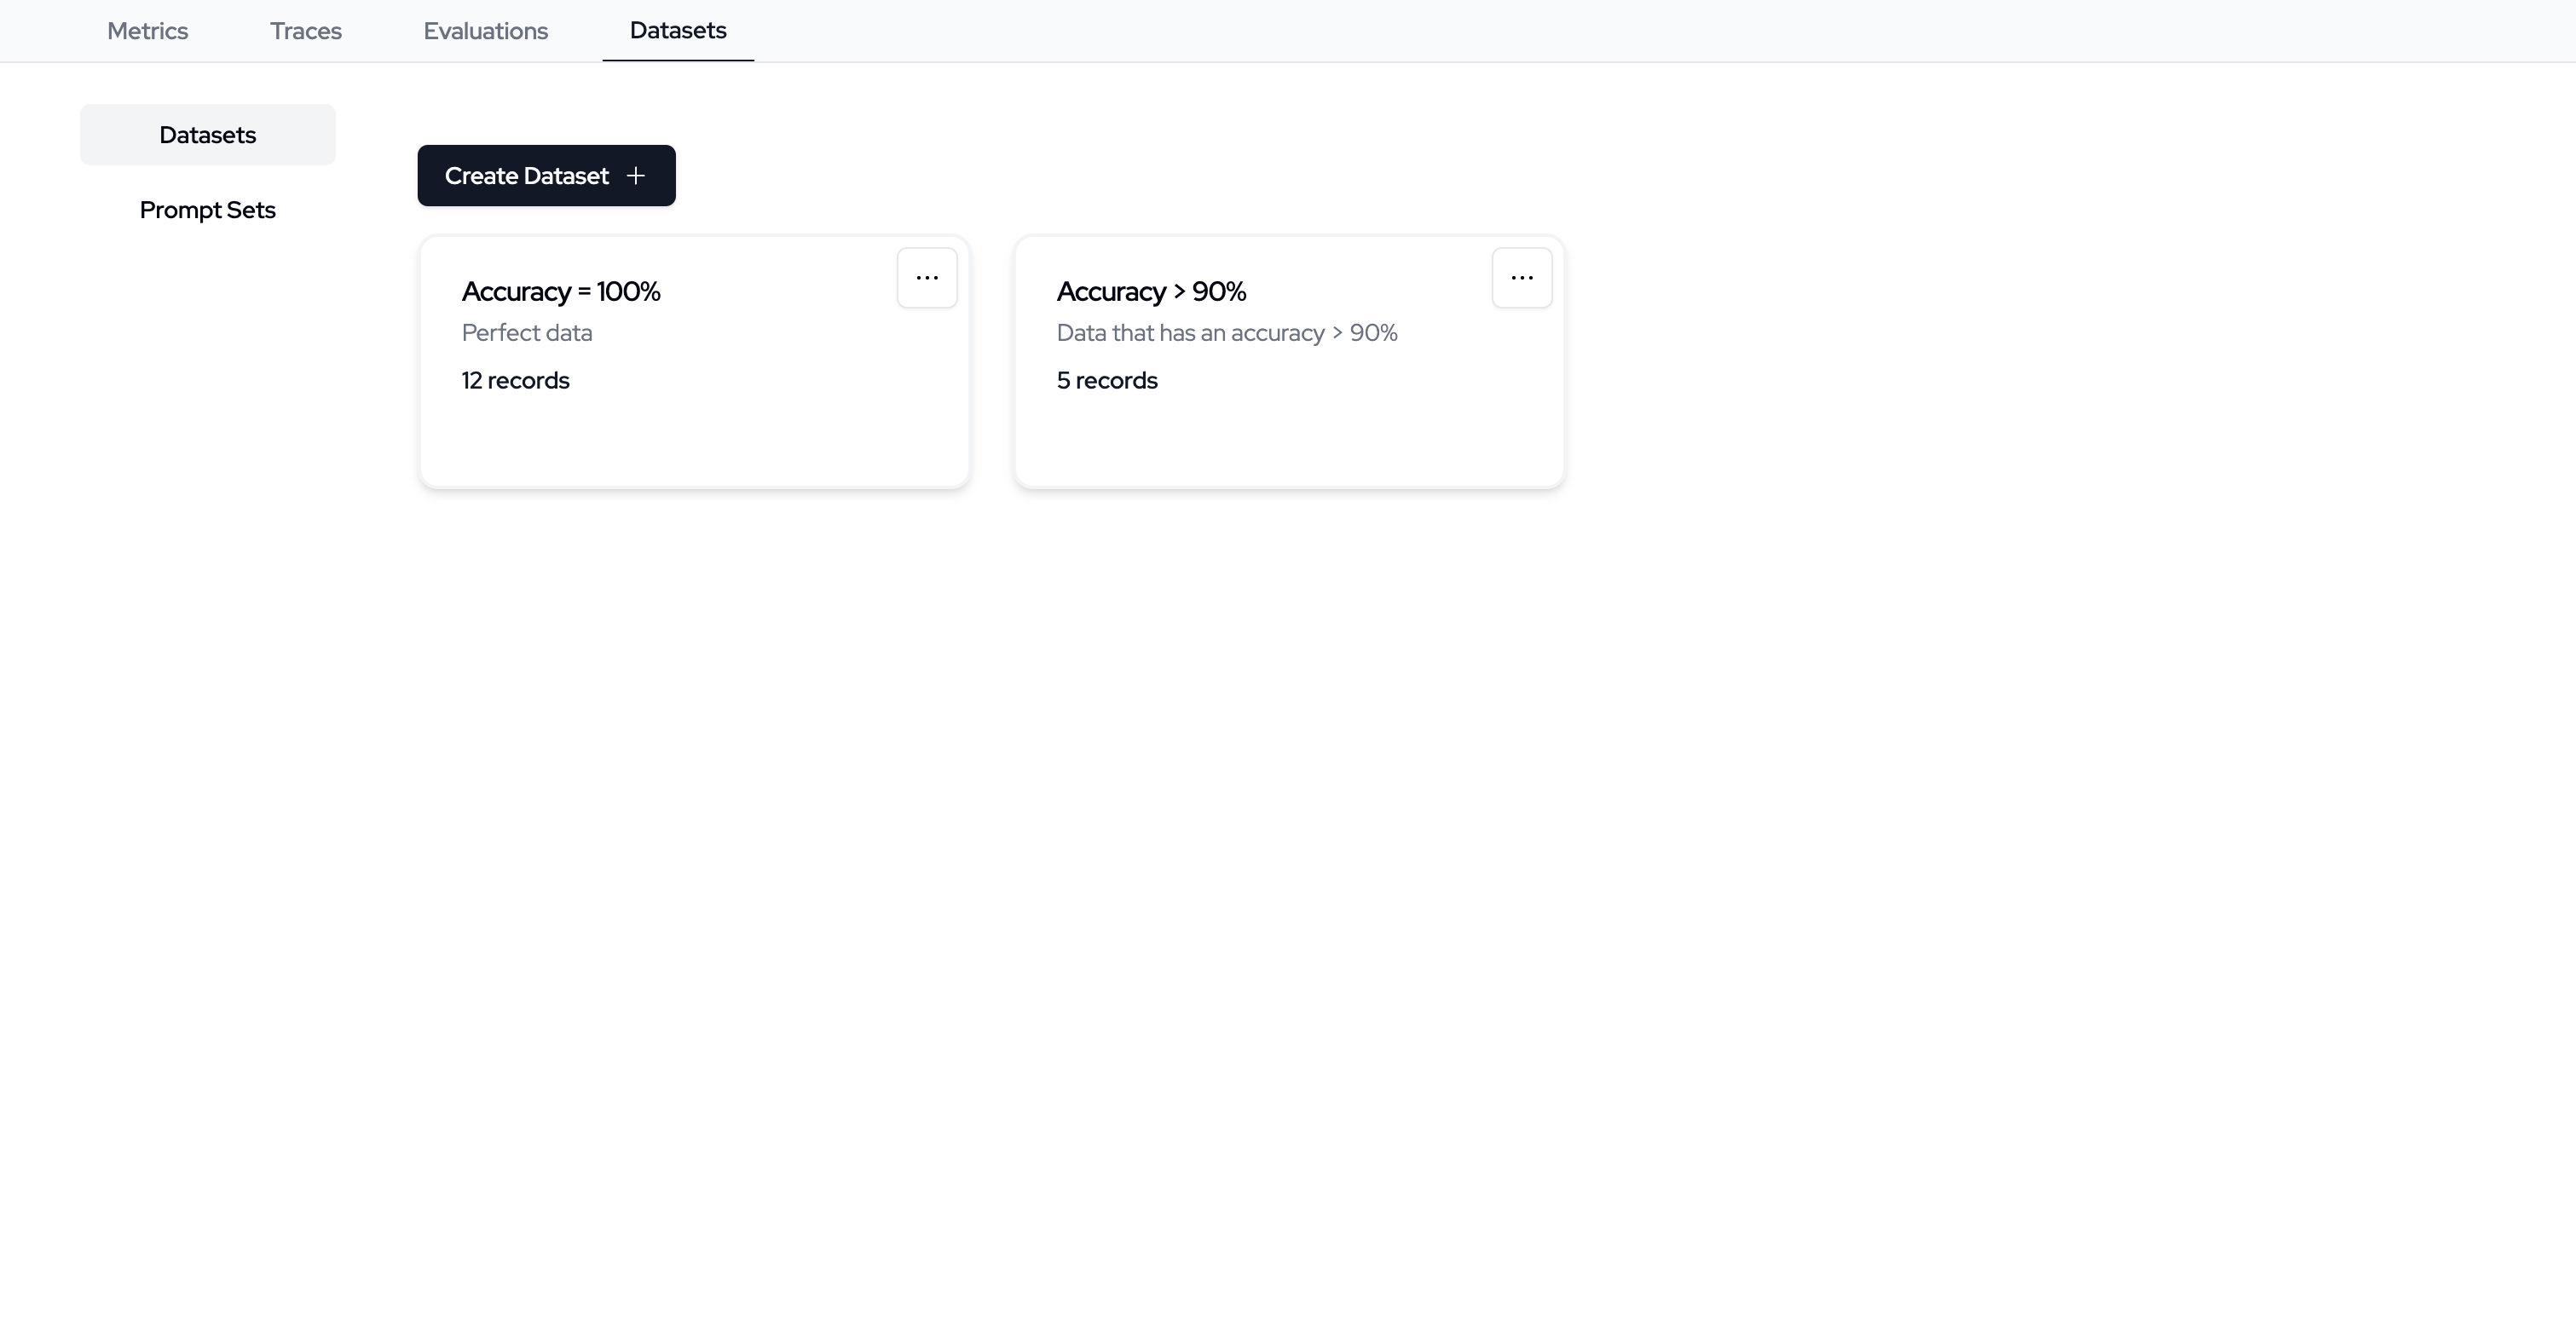 Metrics Traces Evaluations Datasets
Datasets
Prompt Sets
Create Dataset +
Accuracy = 100%
Perfect data
12 records
Accuracy > 90%
Data that has an accuracy > 90%
5 records